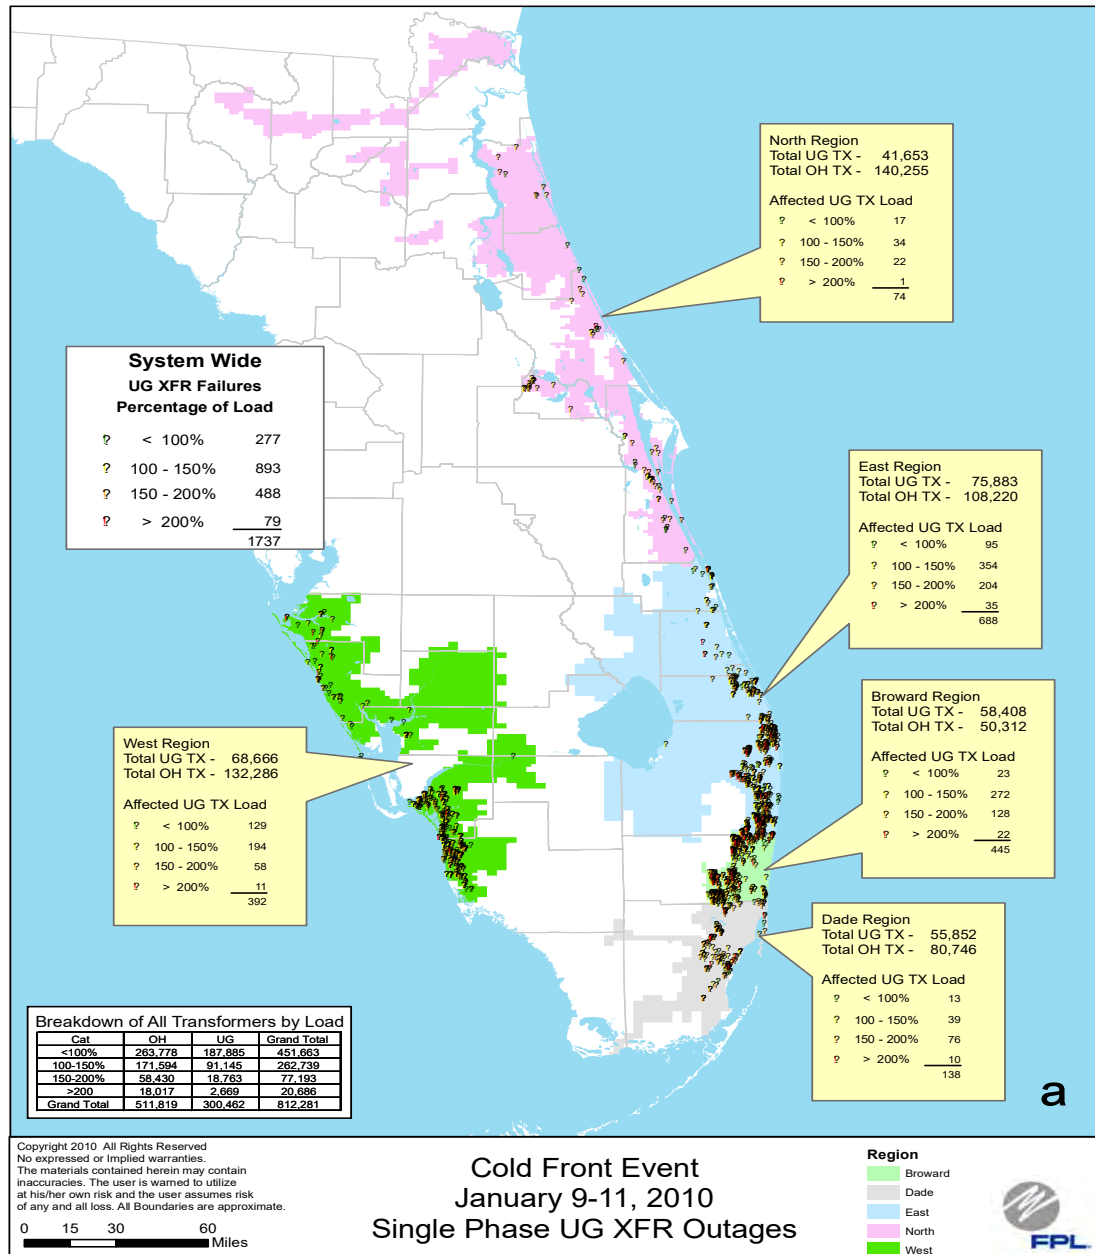 North Region
Total UG TX - 41,653
Total OH TX - 140,255
Affected UG TX Load
? < 100% 17
? 100 - 150% 34
? 150 - 200% 22
? > 200% 1
74
System Wide
UG XFR Failures
Percentage of Load
? < 100% 277
? 100 - 150% 893
? 150 - 200% 488
? > 200% 79
1737
East Region
Total UG TX - 75,883
Total OH TX - 108,220
Affected UG TX Load
? < 100% 95
? 100 - 150% 354
? 150 - 200% 204
? > 200% 35
688
Broward Region
Total UG TX - 58,408
Total OH TX - 50,312
Affected UG TX Load
? < 100% 23
? 100 - 150% 272
? 150 - 200% 128
? > 200% 22
445
West Region
Total UG TX - 68,666
Total OH TX - 132,286
Affected UG TX Load
? < 100% 129
? 100 - 150% 194
? 150 - 200% 58
? > 200% 11
392
Dade Region
Total UG TX - 55,852
Total OH TX - 80,746
Affected UG TX Load
? < 100% 13
? 100 - 150% 39
? 150 - 200% 76
? > 200% 10
138
Breakdown of All Transformers by Load
Cat OH UG Grand Total
<100% 263,778 187,885 451,663
100-150% 171,594 91,145 262,739
150-200% 58,430 18,763 77,193
>200 18,017 2,669 20,686
Grand Total 511,819 300,462 812,281
a
Copyright 2010 All Rights Reserved
No expressed or Implied warranties.
The materials contained herein may contain
inaccuracies. The user is warned to utilize
at his/her own risk and the user assumes risk
of any and all loss. All Boundaries are approximate.
0 15 30 60
Miles
Cold Front Event
January 9-11, 2010
Single Phase UG XFR Outages
Region
Broward
Dade
East
North
West
FPL.